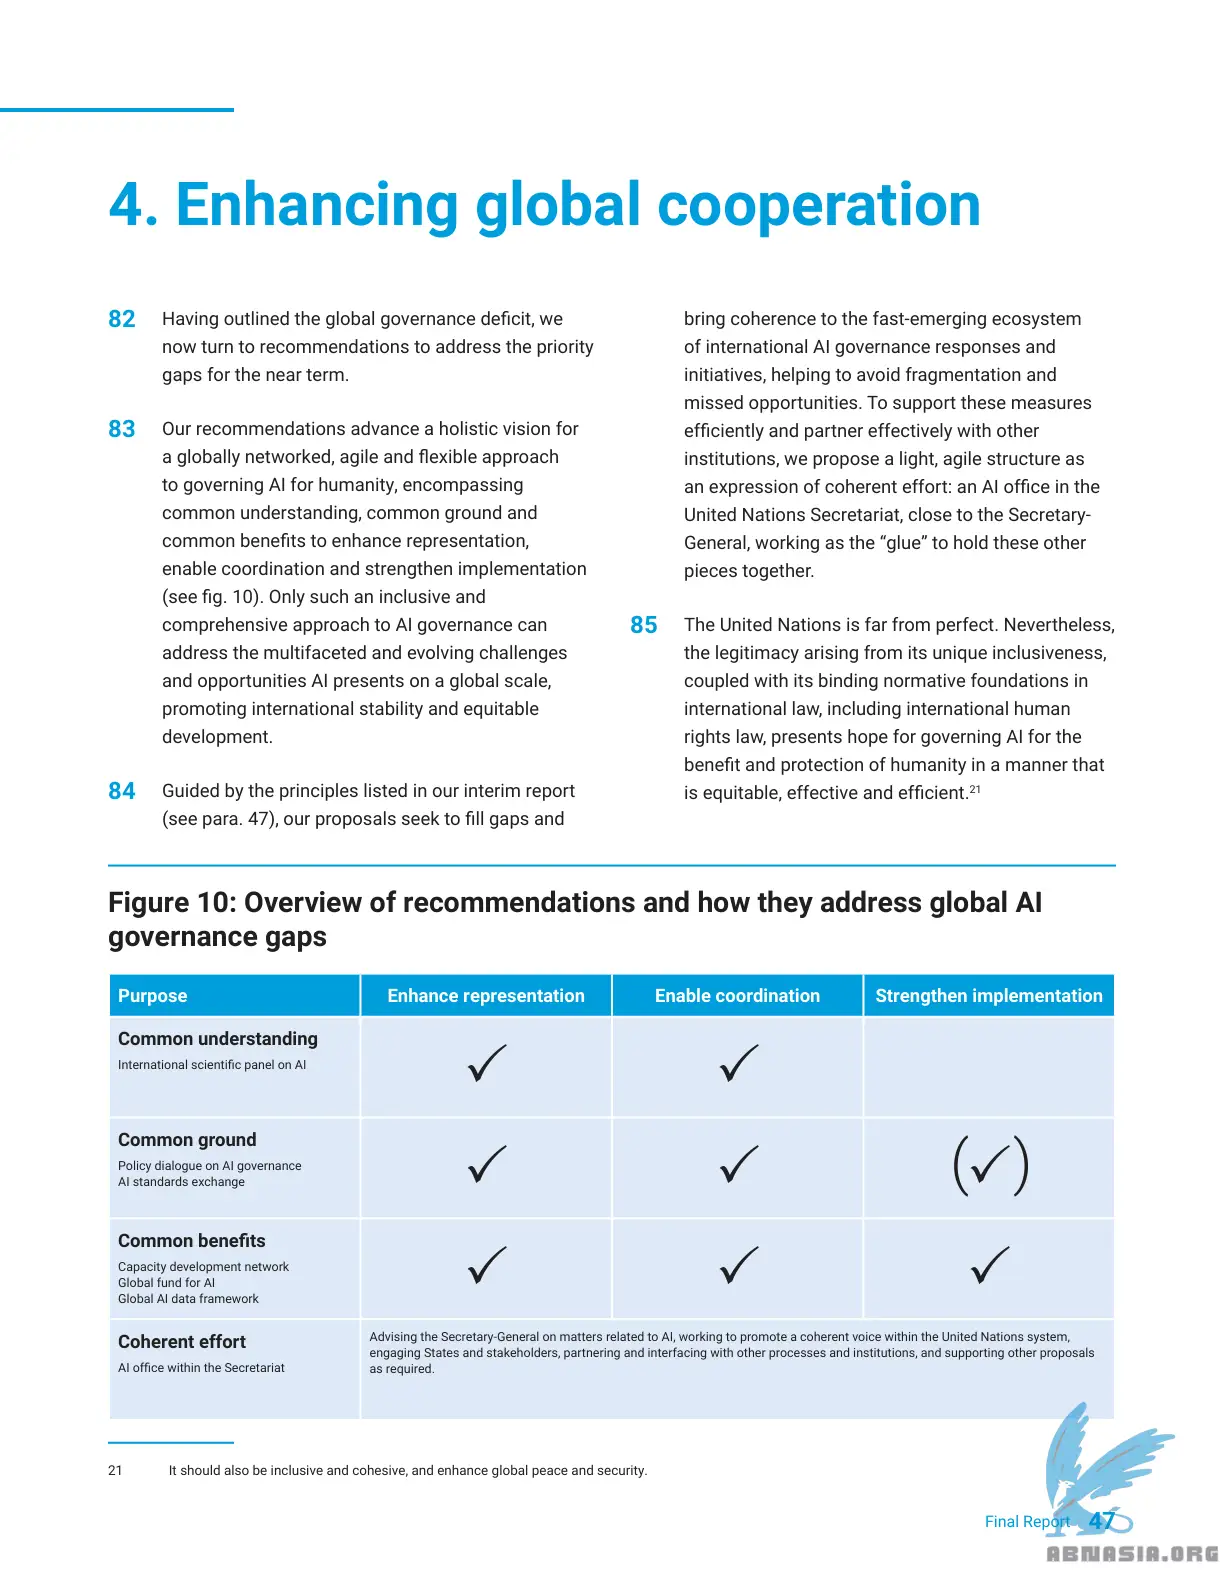 4. Enhancing global cooperation
82 Having outlined the global governance deficit, we
now turn to recommendations to address the priority
gaps for the near term.
83 Our recommendations advance a holistic vision for
a globally networked, agile and flexible approach
to governing AI for humanity, encompassing
common understanding, common ground and
common benefits to enhance representation,
enable coordination and strengthen implementation
(see fig. 10). Only such an inclusive and
comprehensive approach to AI governance can
address the multifaceted and evolving challenges
and opportunities AI presents on a global scale,
promoting international stability and equitable
development.
84 Guided by the principles listed in our interim report
(see para. 47), our proposals seek to fill gaps and
bring coherence to the fast-emerging ecosystem
of international AI governance responses and
initiatives, helping to avoid fragmentation and
missed opportunities. To support these measures
efficiently and partner effectively with other
institutions, we propose a light, agile structure as
an expression of coherent effort: an AI office in the
United Nations Secretariat, close to the Secretary-
General, working as the “glue” to hold these other
pieces together.
85 The United Nations is far from perfect. Nevertheless,
the legitimacy arising from its unique inclusiveness,
coupled with its binding normative foundations in
international law, including international human
rights law, presents hope for governing AI for the
benefit and protection of humanity in a manner that
is equitable, effective and efficient.21
Figure 10: Overview of recommendations and how they address global AI
governance gaps
Purpose Enhance representation Enable coordination Strengthen implementation
Common understanding
International scientific panel on AI
✓ ✓
Common ground
Policy dialogue on AI governance
AI standards exchange
✓ ✓ (✓)
Common benefits
Capacity development network
Global fund for AI
Global AI data framework
✓ ✓ ✓
Coherent effort
AI office within the Secretariat
Advising the Secretary-General on matters related to AI, working to promote a coherent voice within the United Nations system,
engaging States and stakeholders, partnering and interfacing with other processes and institutions, and supporting other proposals
as required.
21 It should also be inclusive and cohesive, and enhance global peace and security.
Final Report 47
ABNASIA.ORG